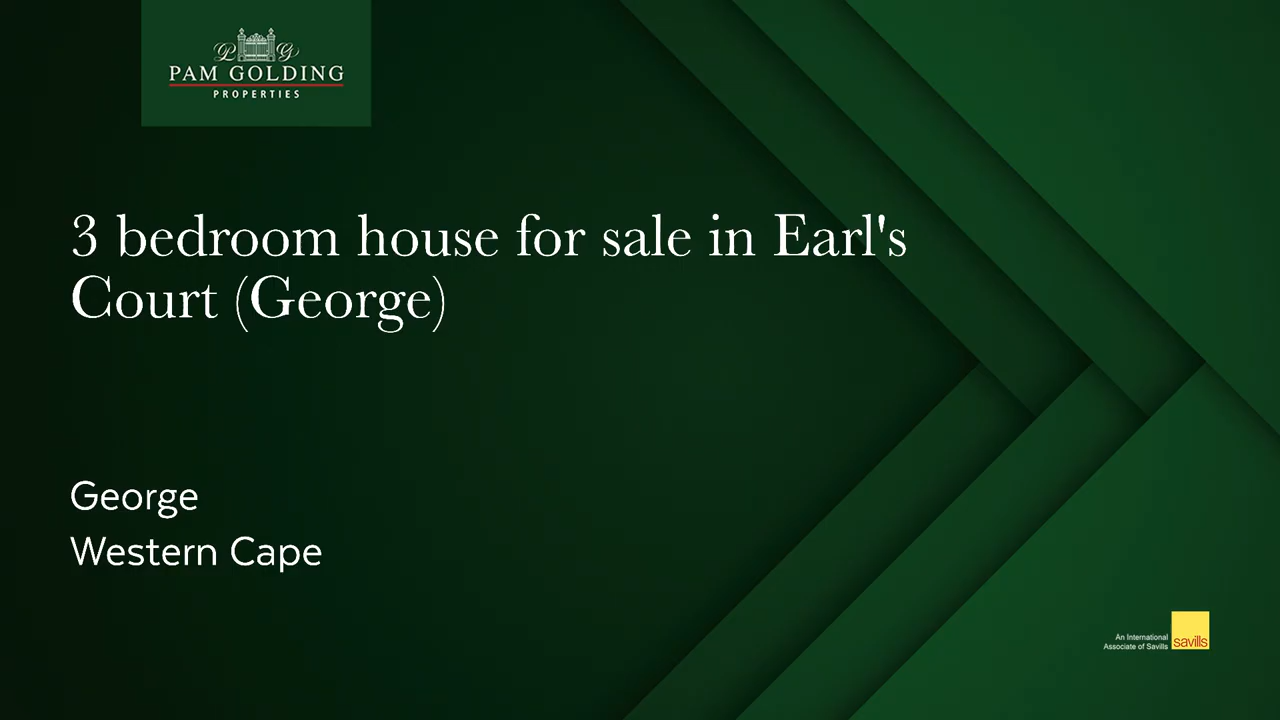 P G
PAM GOLDING
PROPERTIES
3 bedroom house for sale in Earl's
Court (George)
George
Western Cape
An International
Associate of Savills
savills